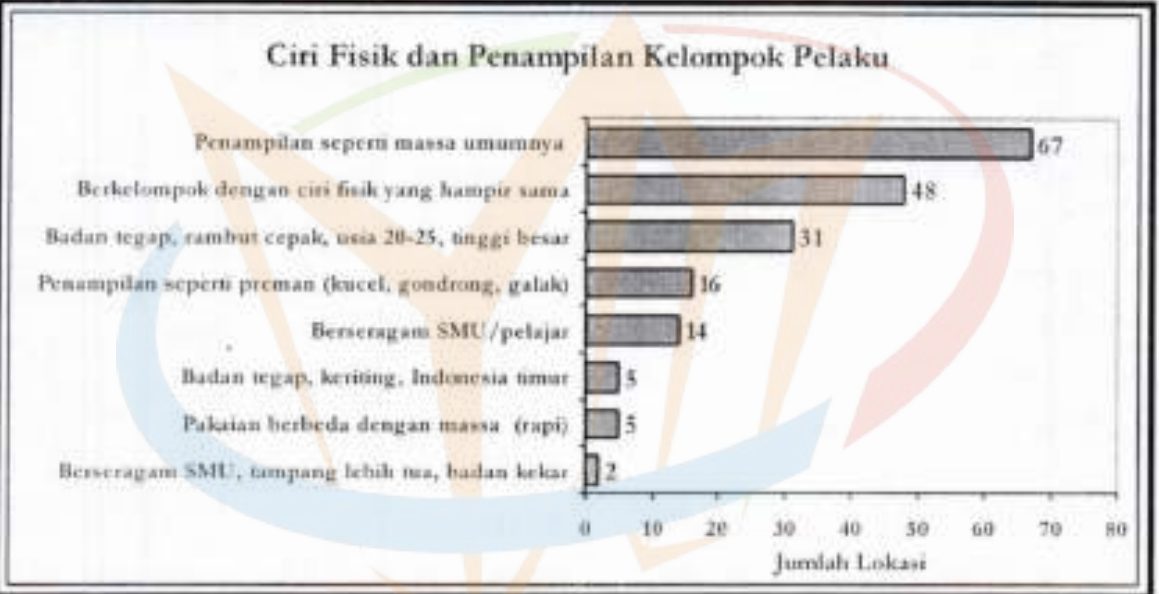 Ciri Fisik dan Penampilan Kelompok Pelaku
Penampilan seperti massa umumnya 67
Berkelompok dengan ciri fisik yang hampir sama 48
Badan tegap, rambut cepak, usia 20-25, tinggi besar 31
Penampilan seperti preman (kucel, gondrong, galak) 16
Berseragam SMU/pelajar 14
Badan tegap, keriting, Indonesia timur 5
Pakaian berbeda dengan massa (rapi) 5
Berseragam SMU, tampang lebih tua, badan kekar 2
0 10 20 30 40 50 60 70 80
Jumlah Lokasi